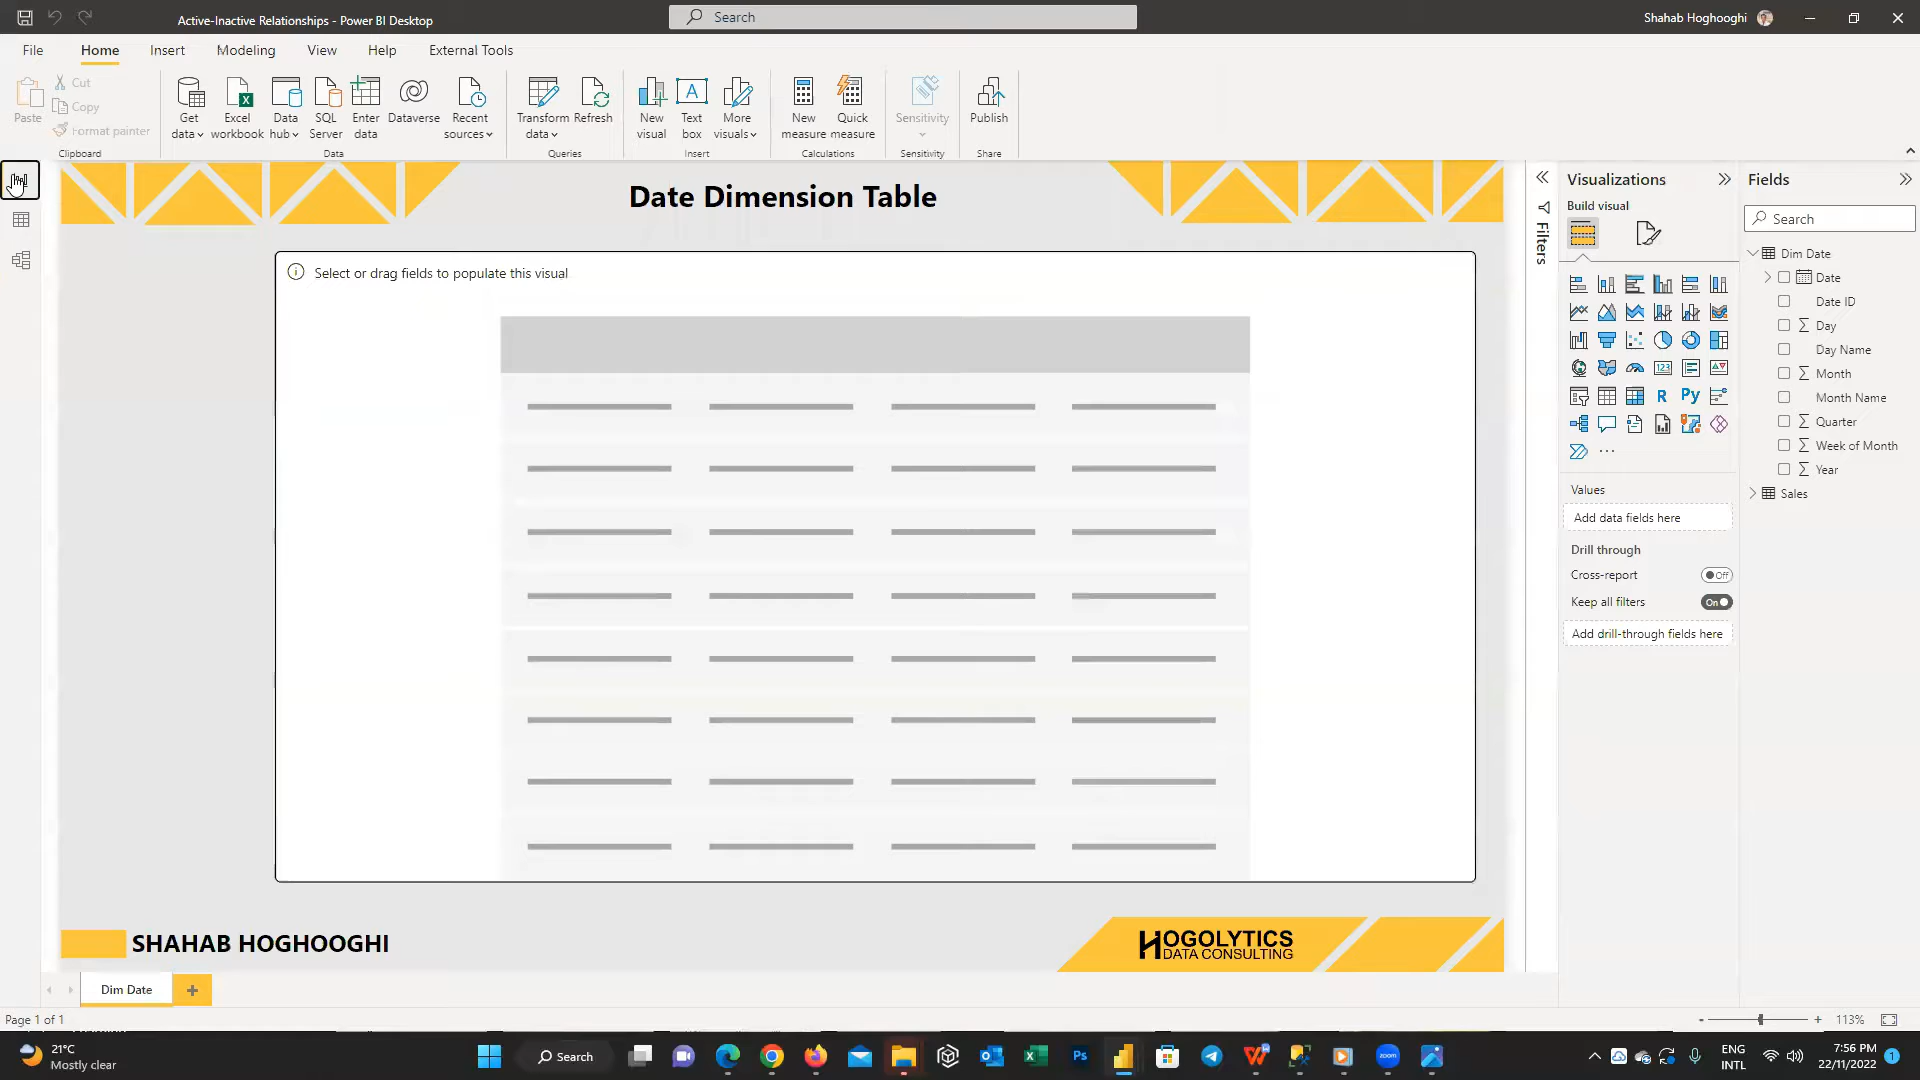 Active-Inactive Relationships - Power BI Desktop
Search
Shahab Hoghooghi
File
Home
Insert
Modeling
View
Help
External Tools
Paste
Cut
Copy
Format painter
Clipboard
Get data
Excel workbook
Data hub
SQL Server
Enter data
Dataverse
Recent sources
Data
Transform data
Refresh
Queries
New visual
Text box
More visuals
Insert
New measure
Quick measure
Calculations
Sensitivity
Sensitivity
Publish
Share
Date Dimension Table
Select or drag fields to populate this visual
SHAHAB HOGHOOGHI
HOGOLYTICS
DATA CONSULTING
Filters
Visualizations
Build visual
123
R
Py
Values
Add data fields here
Drill through
Cross-report
Off
Keep all filters
On
Add drill-through fields here
Fields
Search
Dim Date
Date
Date ID
Day
Day Name
Month
Month Name
Quarter
Week of Month
Year
Sales
Dim Date
Page 1 of 1
113%
21°C
Mostly clear
Search
Ps
zoom
ENG
INTL
7:56 PM
22/11/2022
1